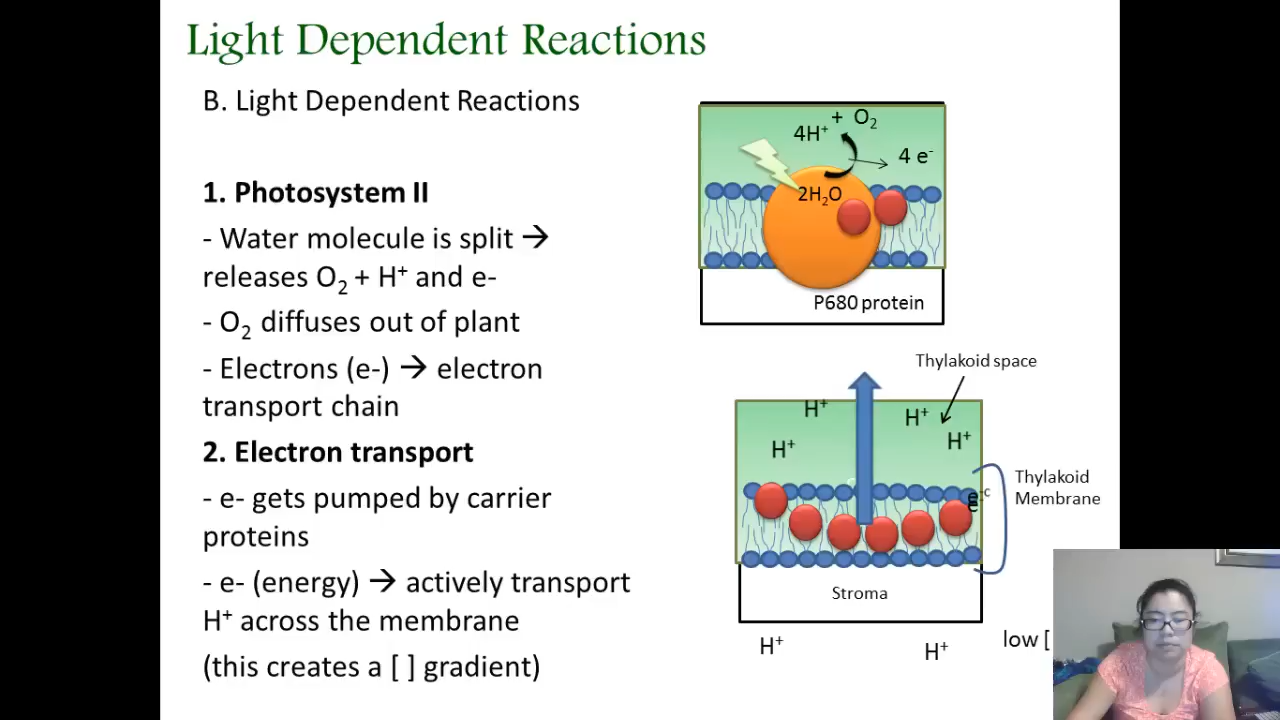 Light Dependent Reactions
B. Light Dependent Reactions
1. Photosystem II
- Water molecule is split →
releases O₂ + H⁺ and e-
- O₂ diffuses out of plant
- Electrons (e-) → electron
transport chain
2. Electron transport
- e- gets pumped by carrier
proteins
- e- (energy) → actively transport
H⁺ across the membrane
(this creates a [ ] gradient)
4H⁺ + O₂
4 e⁻
2H₂O
P680 protein
Thylakoid space
H⁺ H⁺
H⁺ H⁺
Thylakoid
Membrane
Stroma
H⁺ H⁺
low [